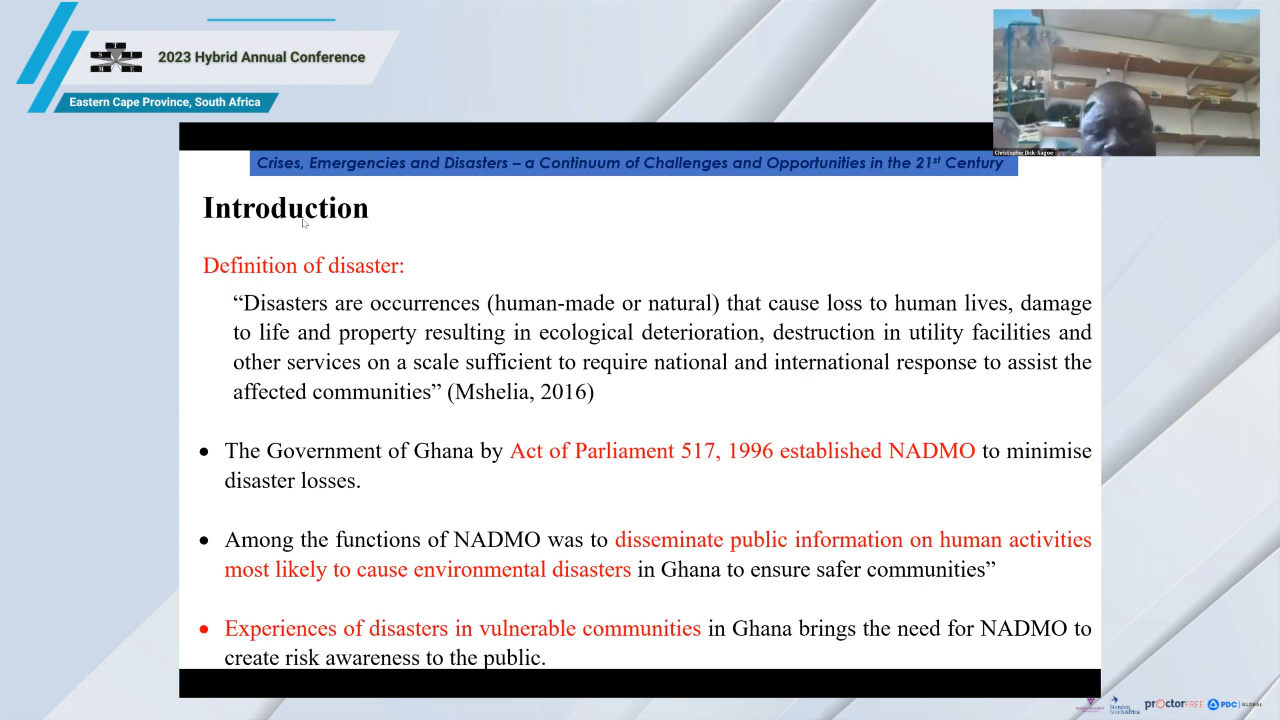 2023 Hybrid Annual Conference
Eastern Cape Province, South Africa
Christopher Dick-Sagoe
Crises, Emergencies and Disasters – a Continuum of Challenges and Opportunities in the 21st Century
Introduction
Definition of disaster:
“Disasters are occurrences (human-made or natural) that cause loss to human lives, damage
to life and property resulting in ecological deterioration, destruction in utility facilities and
other services on a scale sufficient to require national and international response to assist the
affected communities” (Mshelia, 2016)
• The Government of Ghana by Act of Parliament 517, 1996 established NADMO to minimise
disaster losses.
• Among the functions of NADMO was to disseminate public information on human activities
most likely to cause environmental disasters in Ghana to ensure safer communities”
• Experiences of disasters in vulnerable communities in Ghana brings the need for NADMO to
create risk awareness to the public.
Stenden South Africa
proctorFREE
PDC | GLOBAL